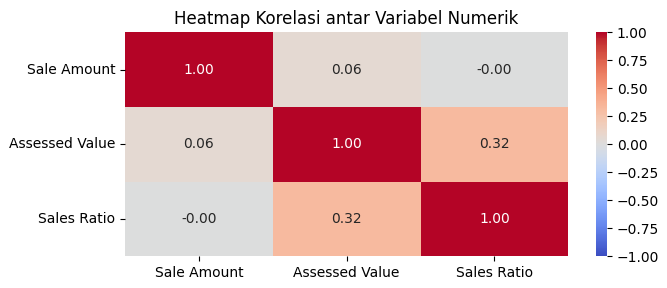 Heatmap Korelasi antar Variabel Numerik
Sale Amount 1.00 0.06 -0.00
Assessed Value 0.06 1.00 0.32
Sales Ratio -0.00 0.32 1.00
Sale Amount Assessed Value Sales Ratio
1.00
0.75
0.50
0.25
0.00
-0.25
-0.50
-0.75
-1.00